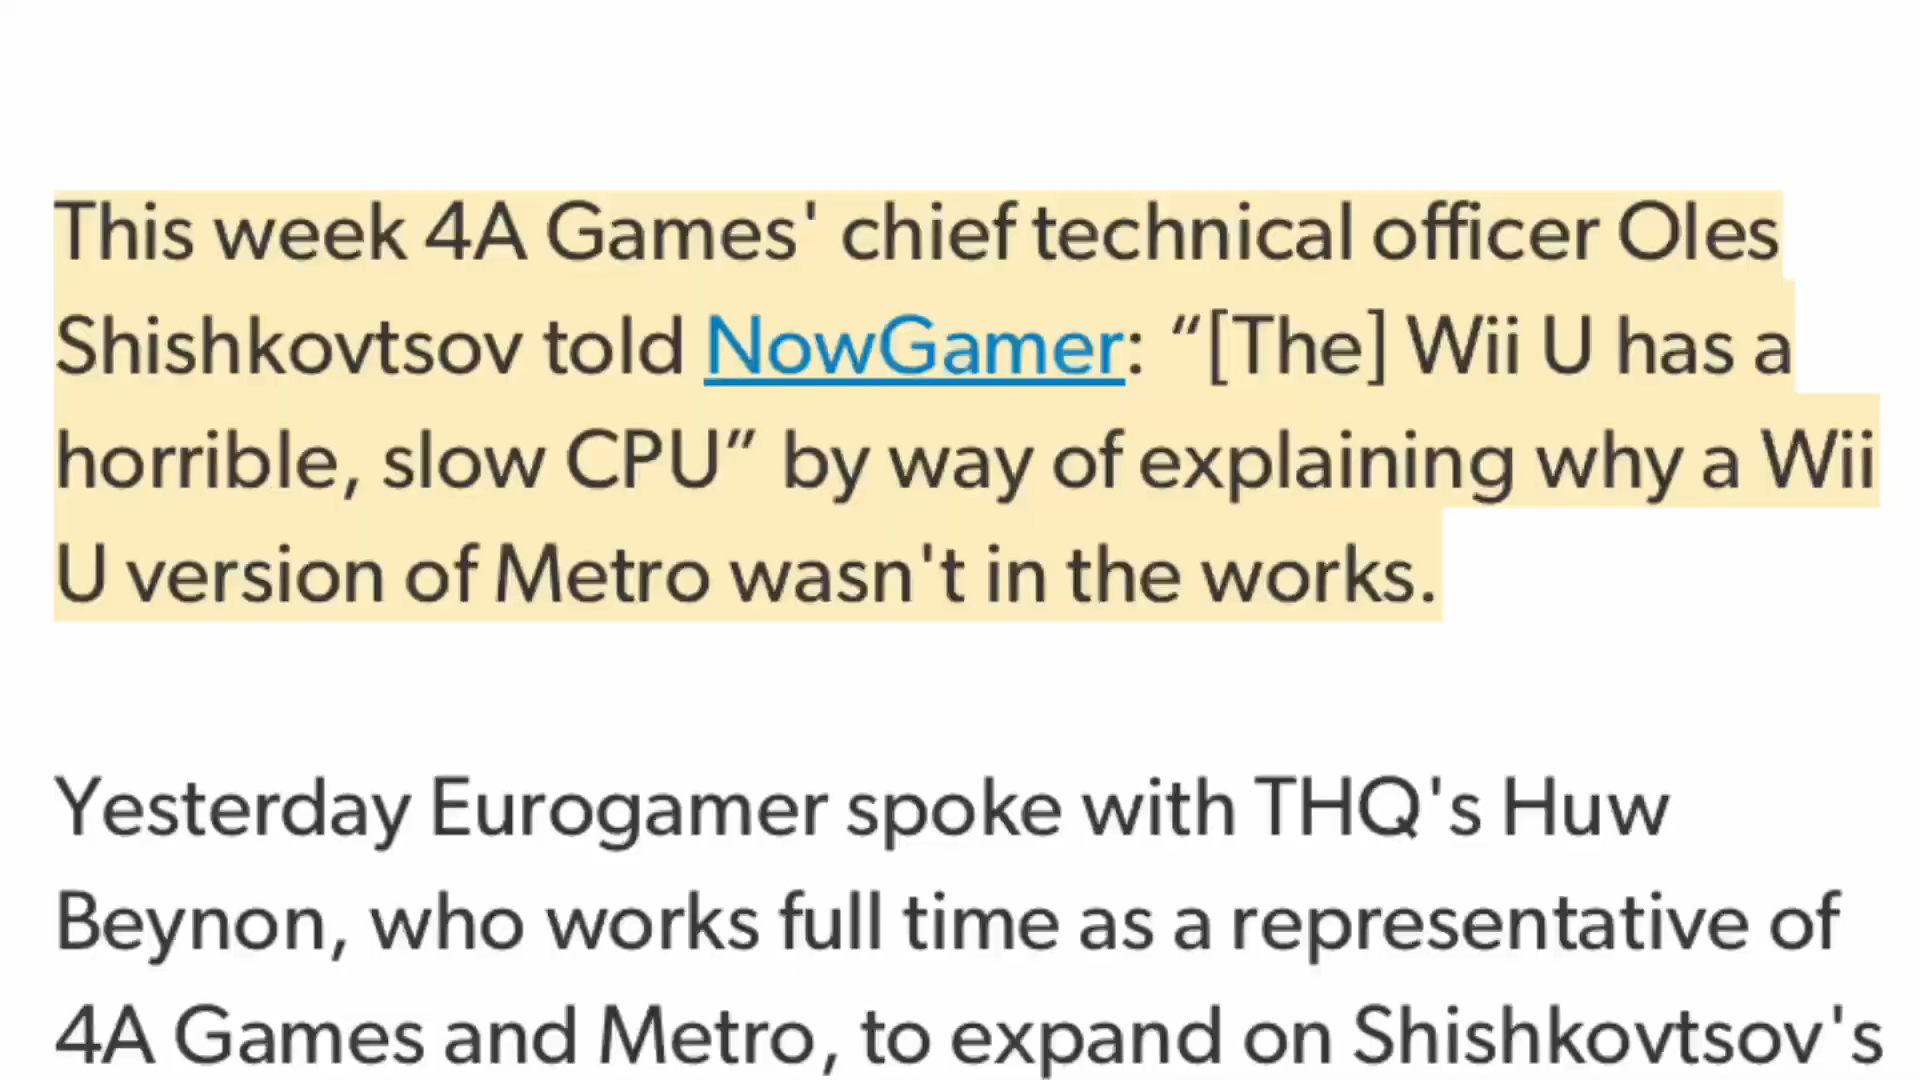 This week 4A Games' chief technical officer Oles
Shishkovtsov told NowGamer: “[The] Wii U has a
horrible, slow CPU” by way of explaining why a Wii
U version of Metro wasn't in the works.
Yesterday Eurogamer spoke with THQ's Huw
Beynon, who works full time as a representative of
4A Games and Metro, to expand on Shishkovtsov's